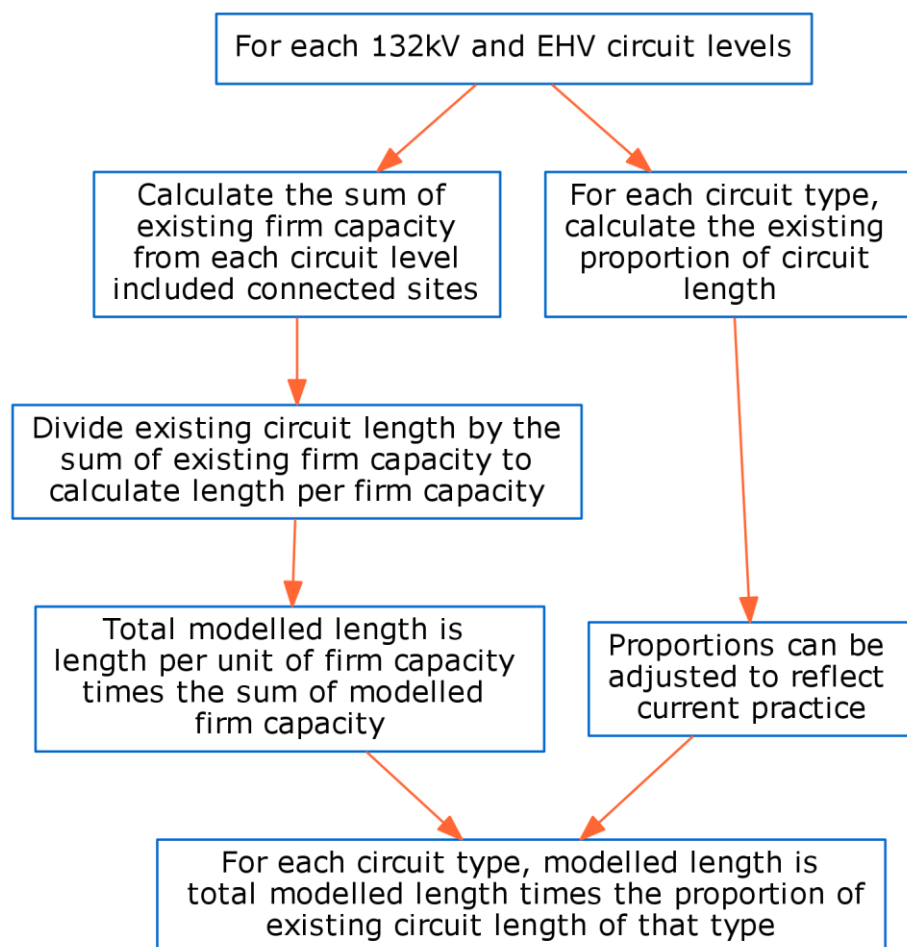 For each 132kV and EHV circuit levels
Calculate the sum of
existing firm capacity
from each circuit level
included connected sites
For each circuit type,
calculate the existing
proportion of circuit
length
Divide existing circuit length by the
sum of existing firm capacity to
calculate length per firm capacity
Total modelled length is
length per unit of firm capacity
times the sum of modelled
firm capacity
Proportions can be
adjusted to reflect
current practice
For each circuit type, modelled length is
total modelled length times the proportion of
existing circuit length of that type